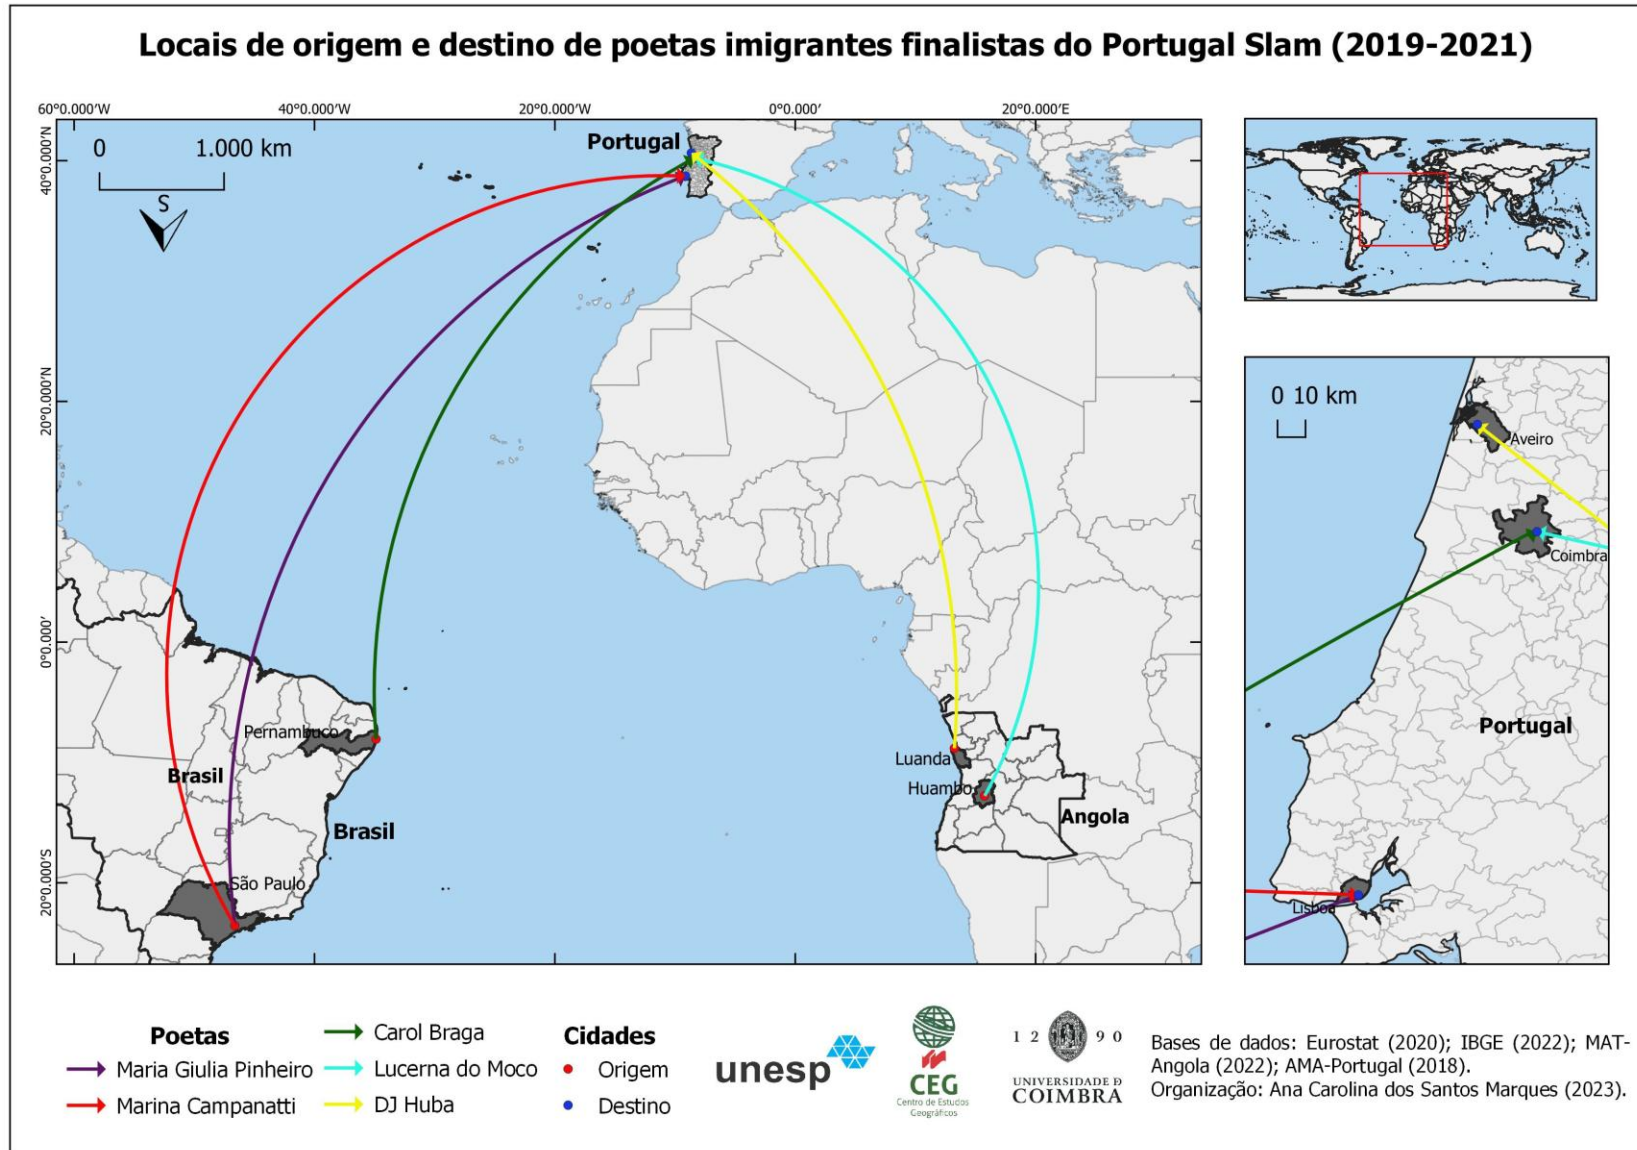 Locais de origem e destino de poetas imigrantes finalistas do Portugal Slam (2019-2021)
60°0.000'W 40°0.000'W 20°0.000'W 0°0.000' 20°0.000'E
40°0.000'N
20°0.000'N
0°0.000'
20°0.000'S
0 1.000 km
S
Portugal
Pernambuco
Brasil
Brasil
São Paulo
Luanda
Huambo
Angola
0 10 km
Aveiro
Coimbra
Portugal
Lisboa
Poetas
Maria Giulia Pinheiro
Marina Campanatti
Carol Braga
Lucerna do Moco
DJ Huba
Cidades
Origem
Destino
unesp
CEG
Centro de Estudos
Geográficos
1 2 9 0
UNIVERSIDADE D
COIMBRA
Bases de dados: Eurostat (2020); IBGE (2022); MAT-
Angola (2022); AMA-Portugal (2018).
Organização: Ana Carolina dos Santos Marques (2023).